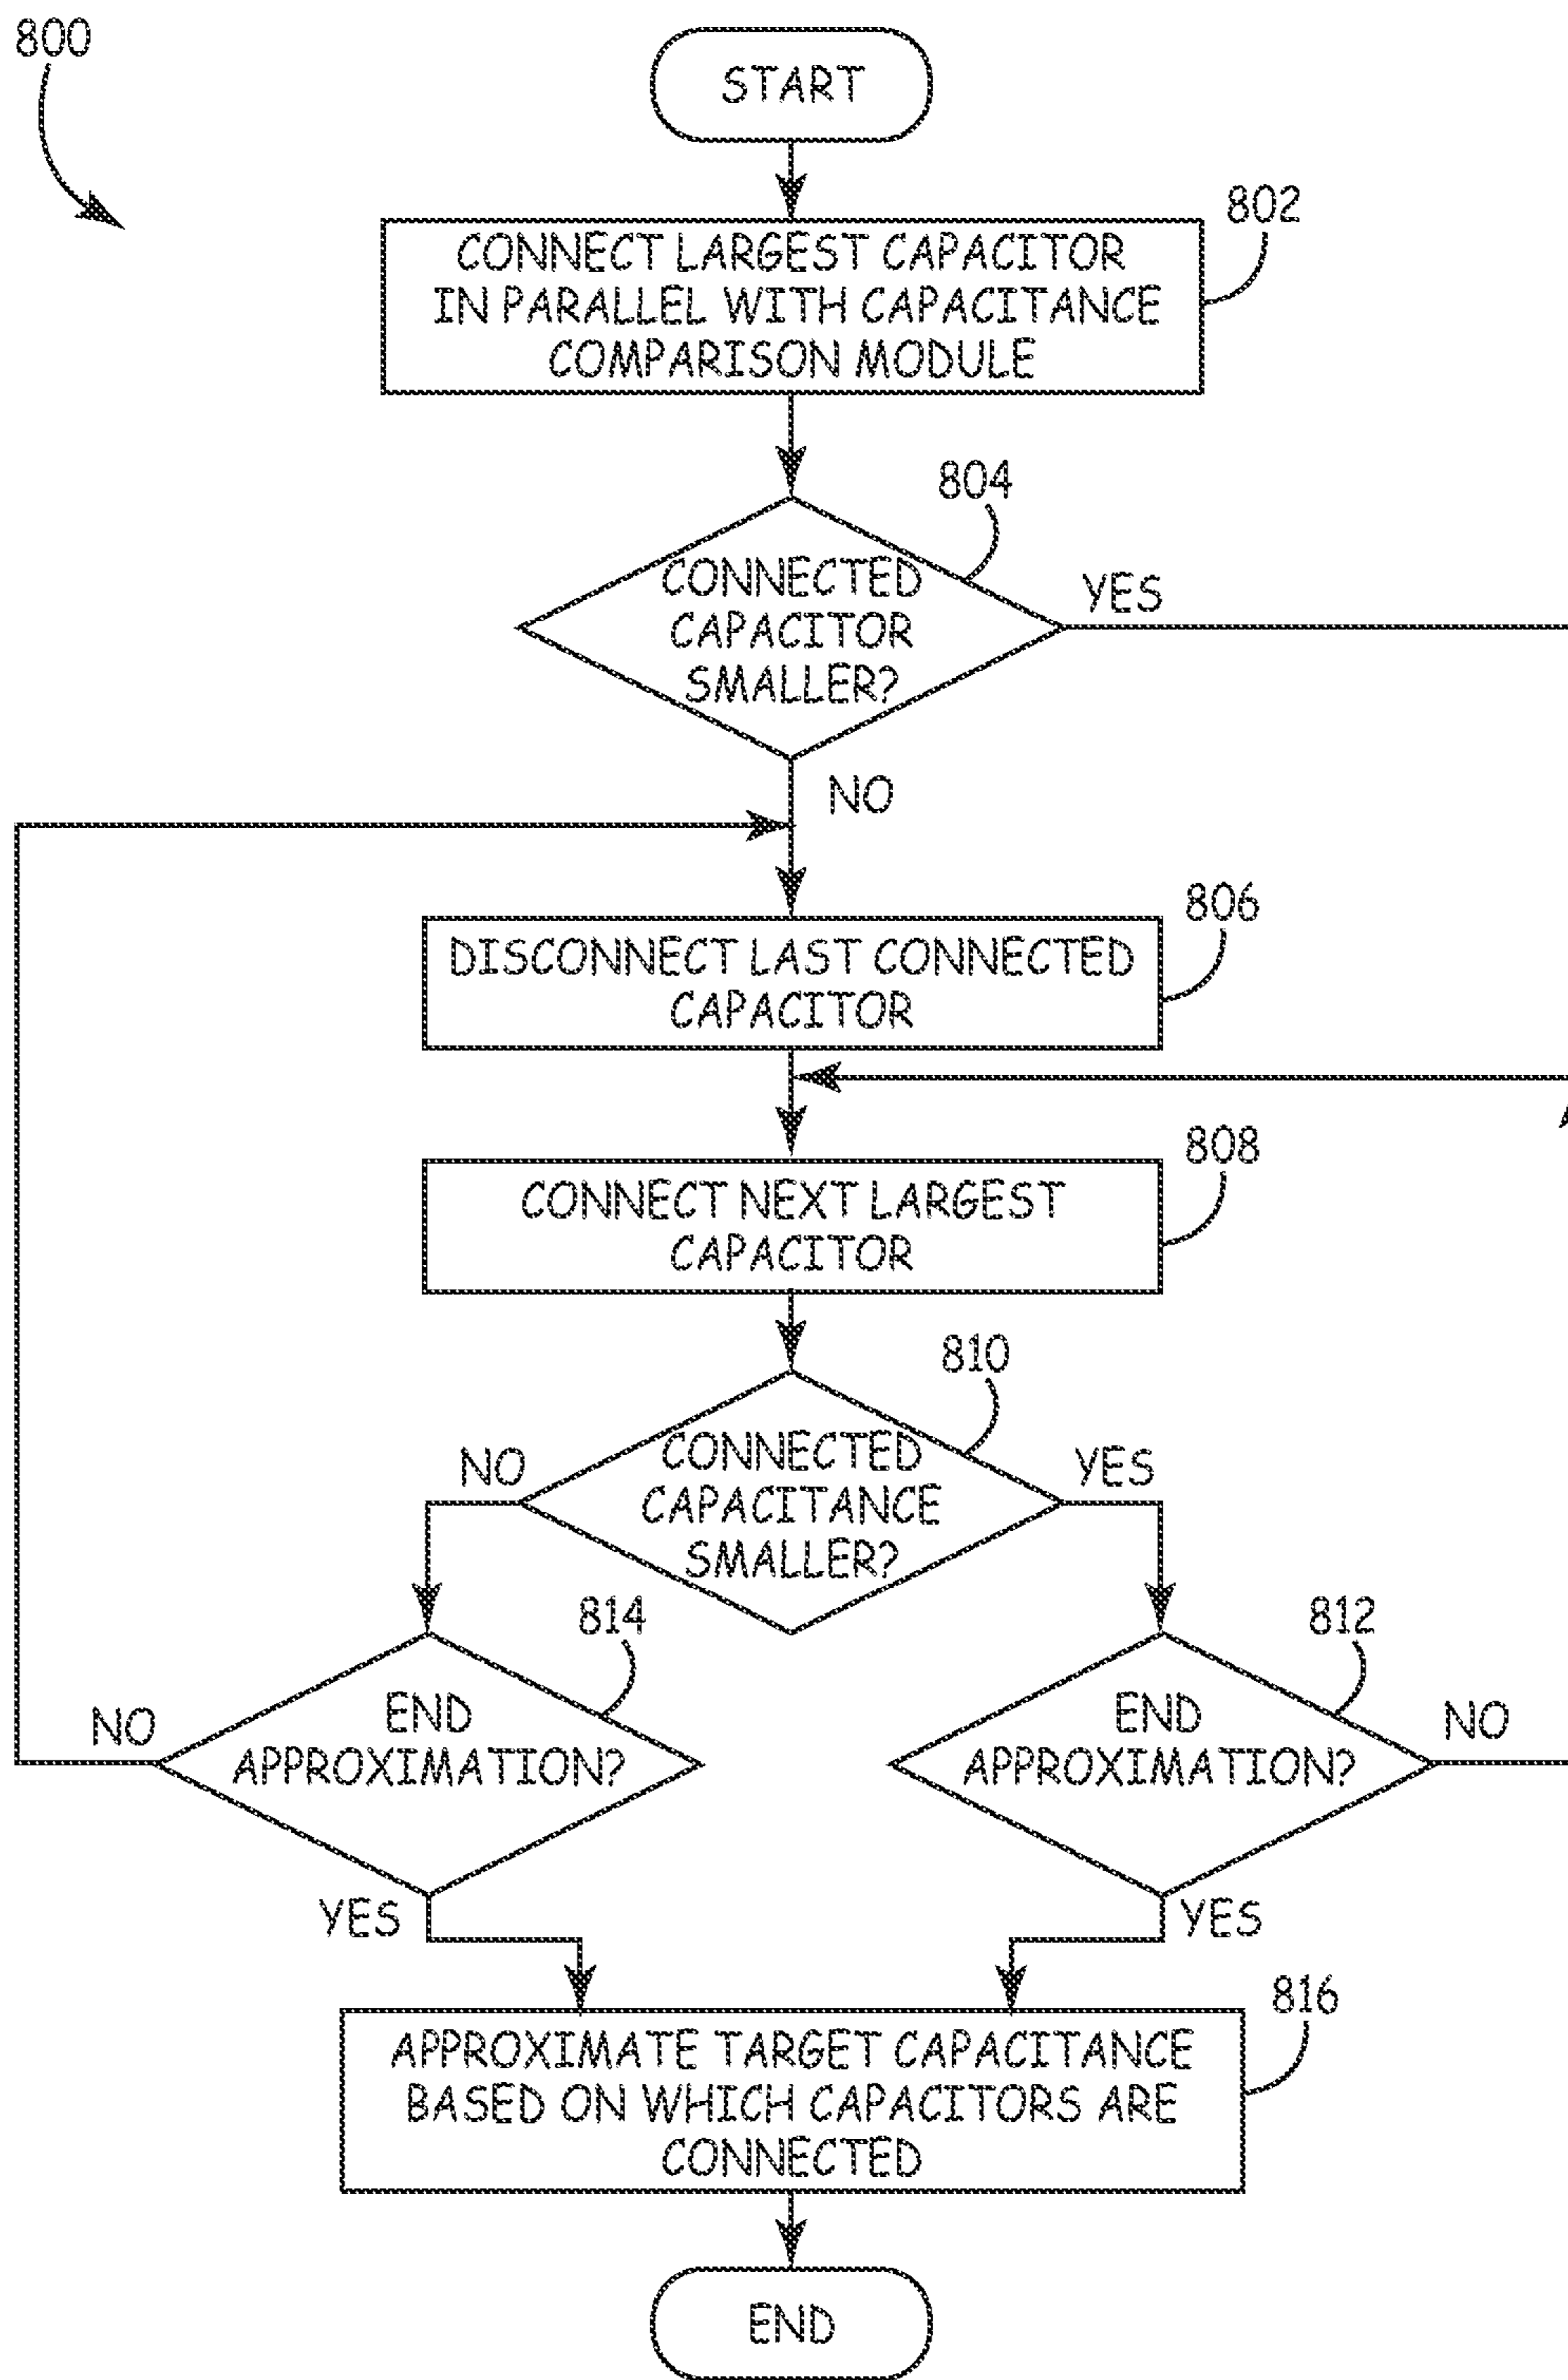 800
START
802
CONNECT LARGEST CAPACITOR
IN PARALLEL WITH CAPACITANCE
COMPARISON MODULE
804
CONNECTED
CAPACITOR
SMALLER?
YES
NO
806
DISCONNECT LAST CONNECTED
CAPACITOR
808
CONNECT NEXT LARGEST
CAPACITOR
810
CONNECTED
CAPACITANCE
SMALLER?
NO
YES
814
END
APPROXIMATION?
NO
YES
812
END
APPROXIMATION?
NO
YES
816
APPROXIMATE TARGET CAPACITANCE
BASED ON WHICH CAPACITORS ARE
CONNECTED
END